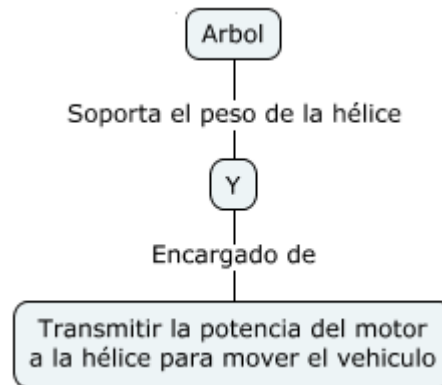 Arbol
Soporta el peso de la hélice
Y
Encargado de
Transmitir la potencia del motor
a la hélice para mover el vehiculo